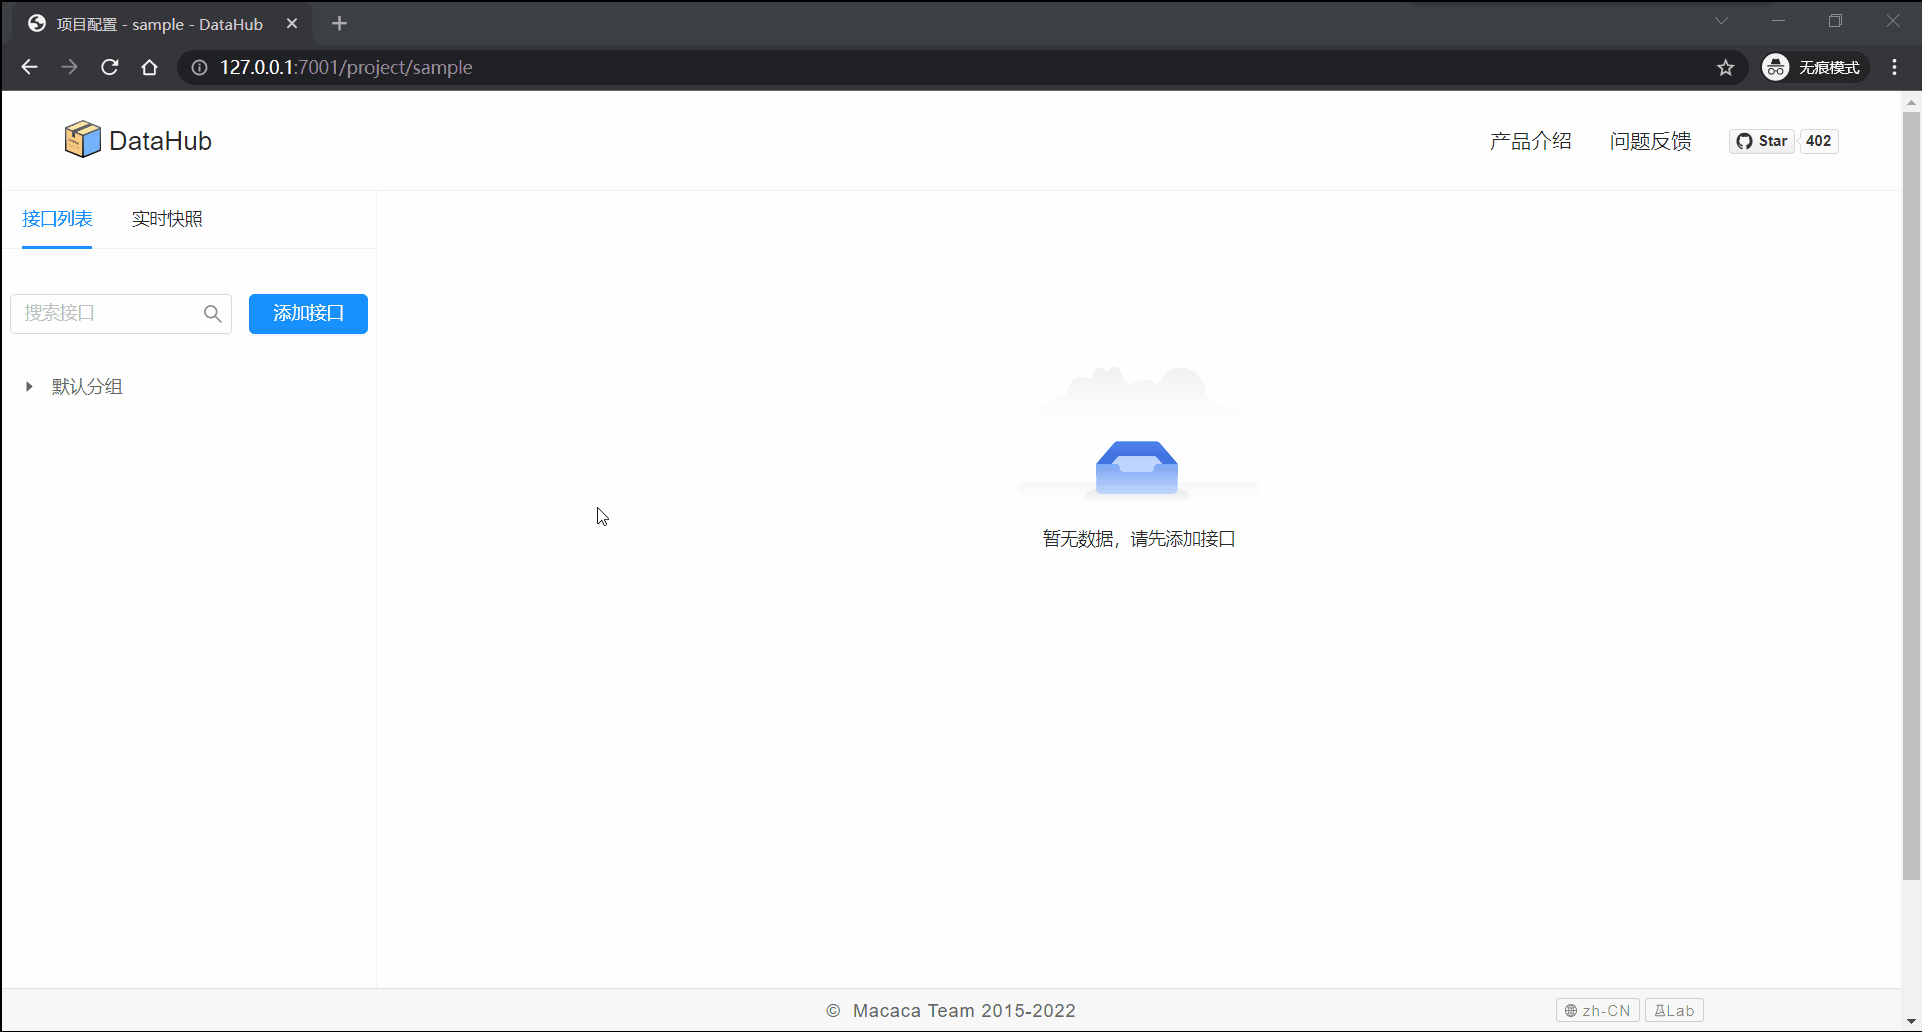 项目配置 - sample - DataHub
127.0.0.1:7001/project/sample
无痕模式
DataHub
产品介绍
问题反馈
Star
402
接口列表
实时快照
搜索接口
添加接口
默认分组
暂无数据，请先添加接口
© Macaca Team 2015-2022
zh-CN
Lab